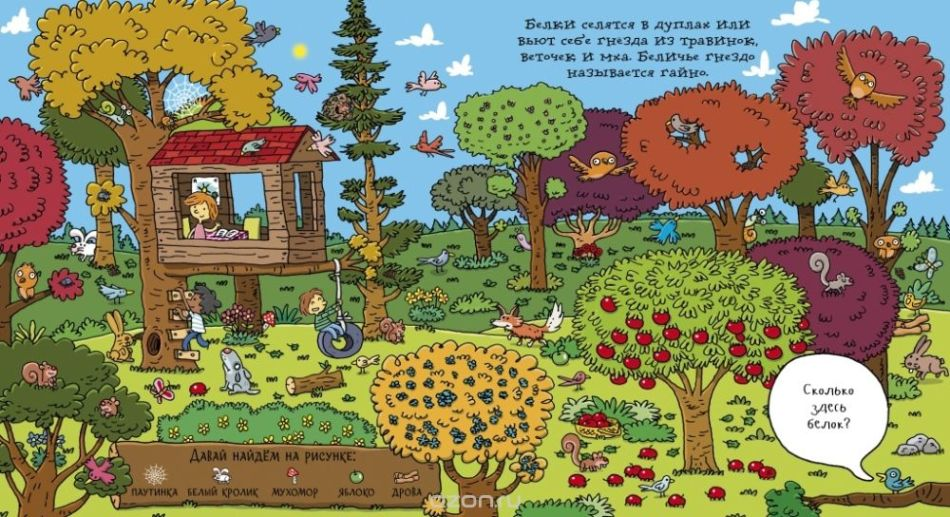 Белки селятся в дуплах или
вьют себе гнёзда из травинок,
веточек и мха. Беличье гнездо
называется гайно.
Сколько
здесь
белок?
Давай найдём на рисунке:
паутинка белый кролик мухомор яблоко дрова
ozon.ru